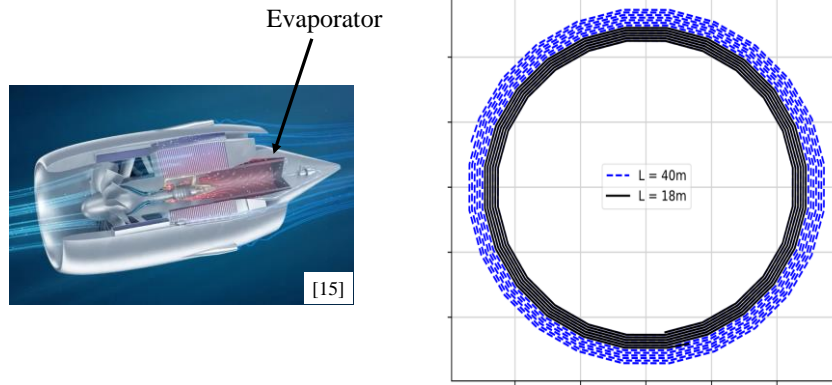 Evaporator
[15]
L = 40m
L = 18m